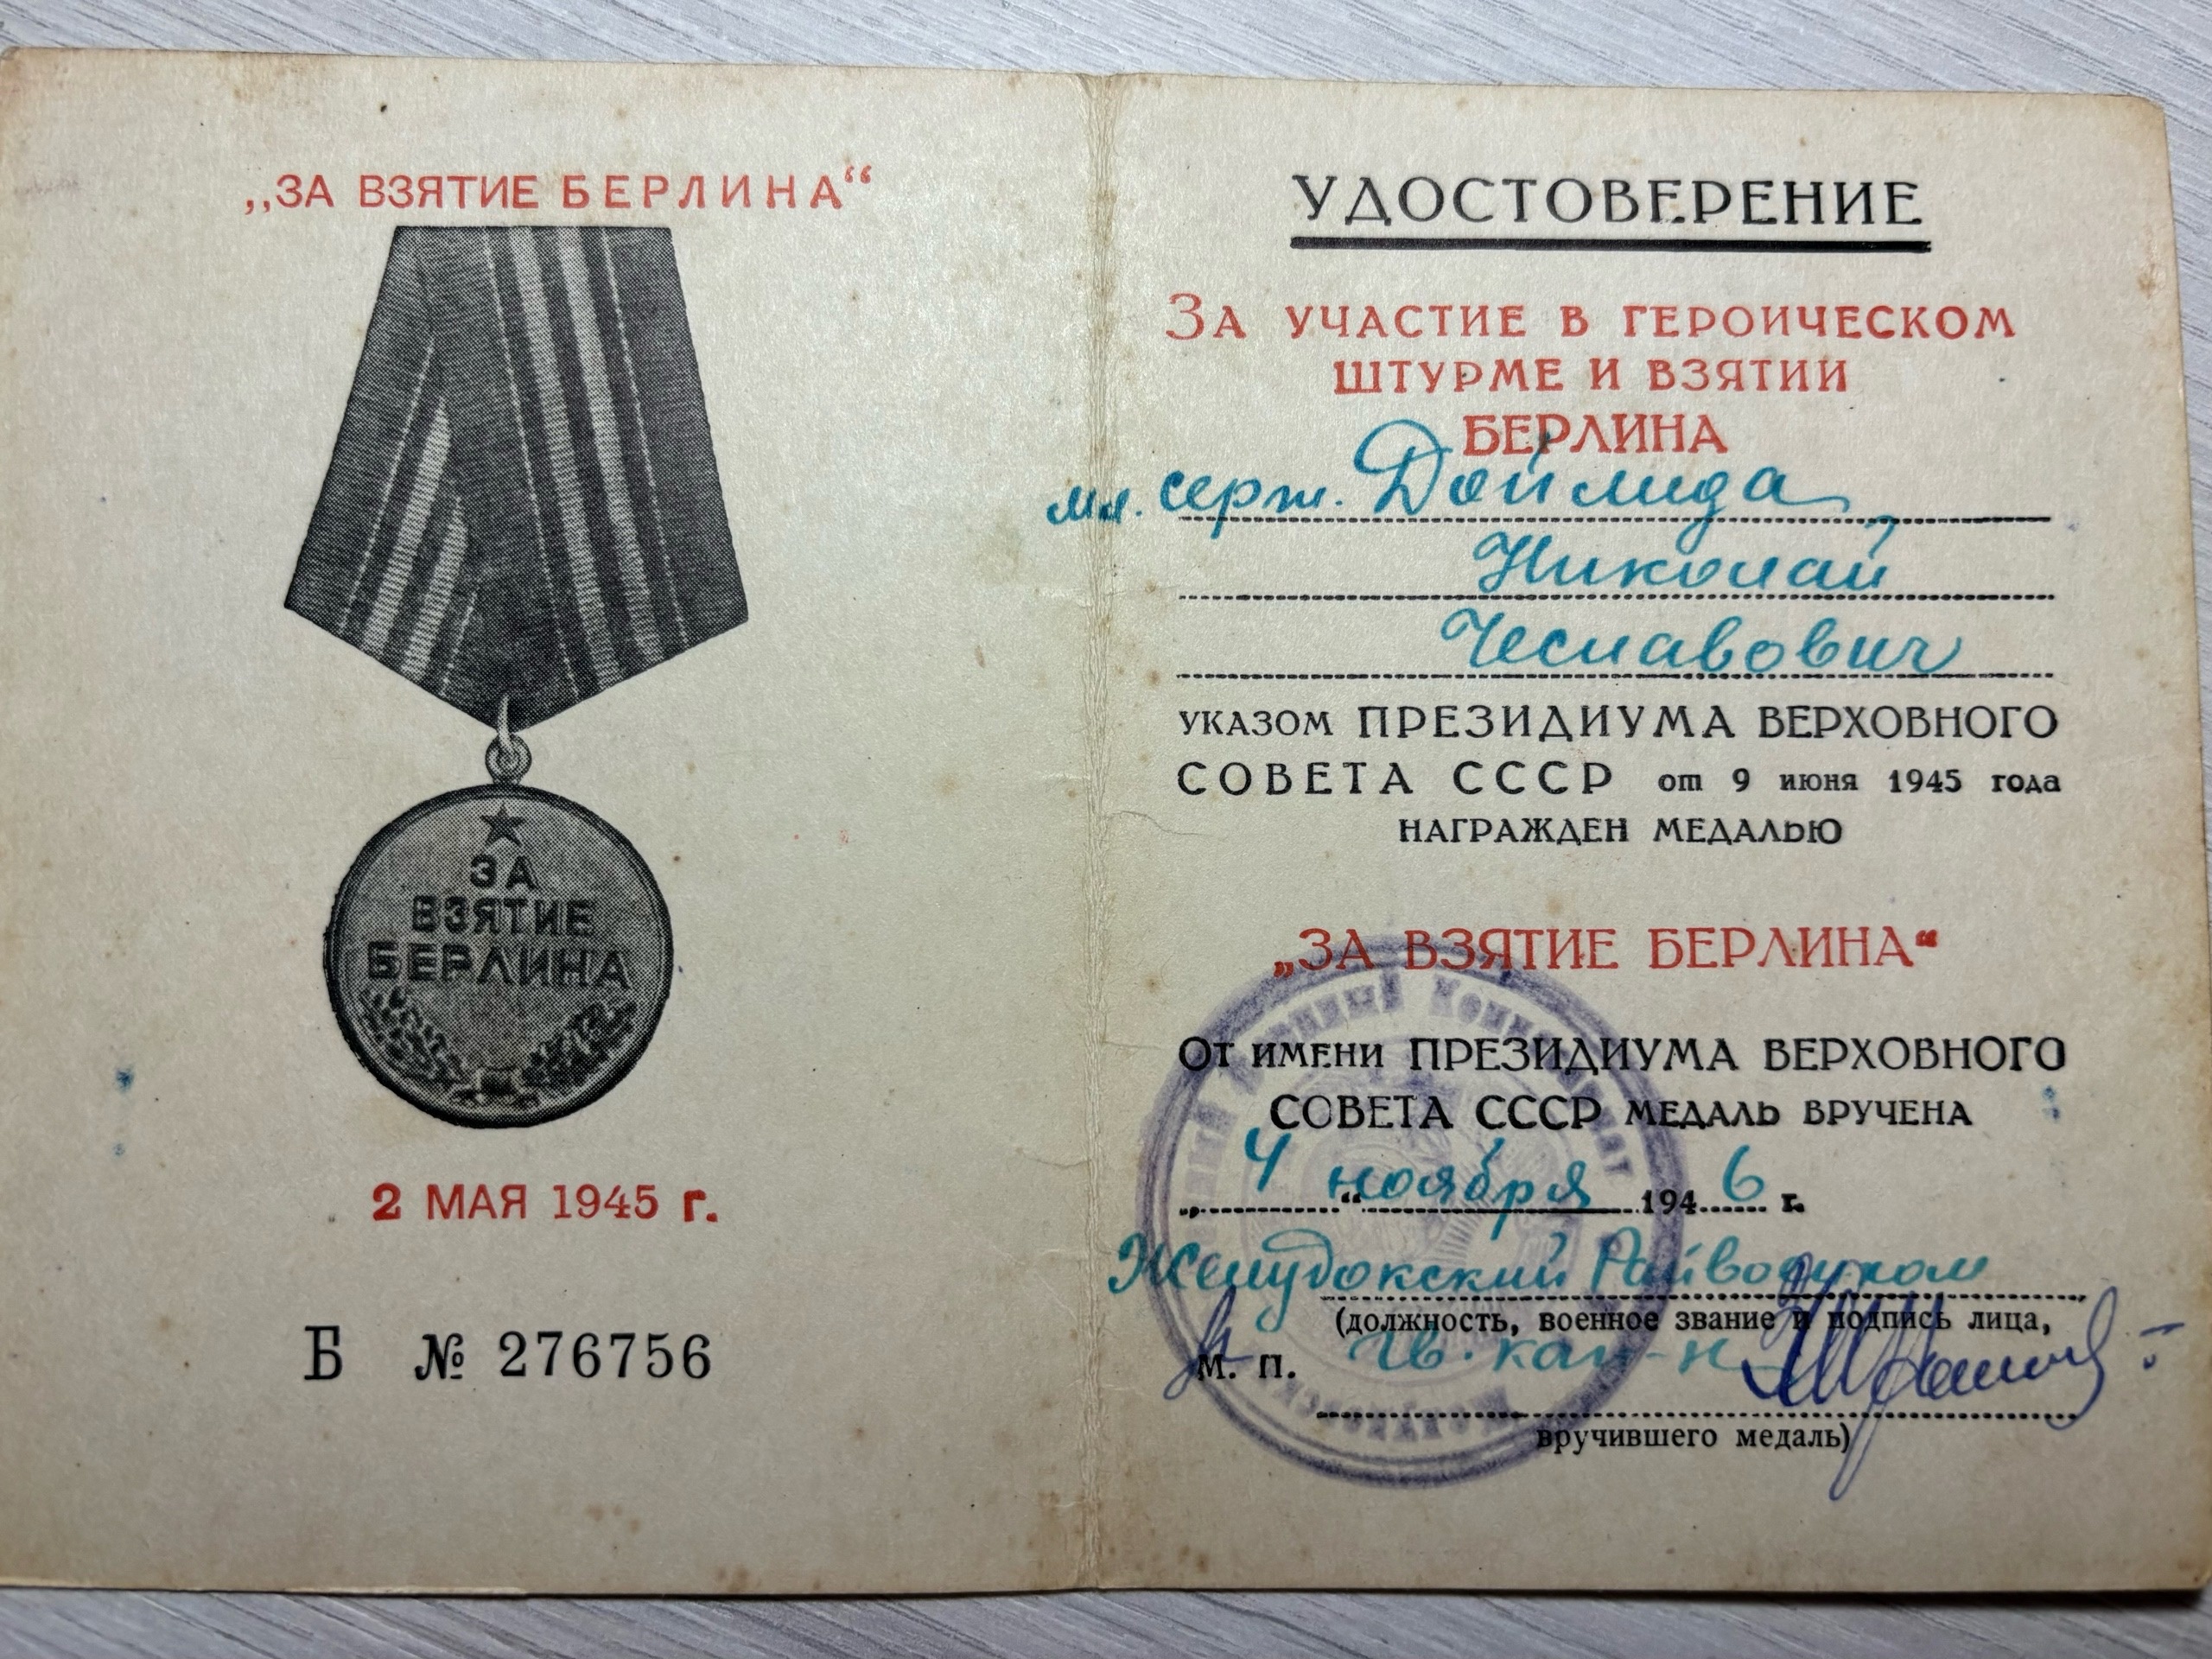 „ЗА ВЗЯТИЕ БЕРЛИНА“
ЗА
ВЗЯТИЕ
БЕРЛИНА
2 МАЯ 1945 г.
Б № 276756
УДОСТОВЕРЕНИЕ
ЗА УЧАСТИЕ В ГЕРОИЧЕСКОМ
ШТУРМЕ И ВЗЯТИИ
БЕРЛИНА
мл. серж. Дойлида
Николай
Чеславович
УКАЗОМ ПРЕЗИДИУМА ВЕРХОВНОГО
СОВЕТА СССР от 9 июня 1945 года
НАГРАЖДЕН МЕДАЛЬЮ
„ЗА ВЗЯТИЕ БЕРЛИНА“
ОТ ИМЕНИ ПРЕЗИДИУМА ВЕРХОВНОГО
СОВЕТА СССР МЕДАЛЬ ВРУЧЕНА
„4“ ноября 1946 г.
Желудокский Райвоенком
(должность, военное звание и подпись лица,
М. П. Гв. кап-н
вручившего медаль)